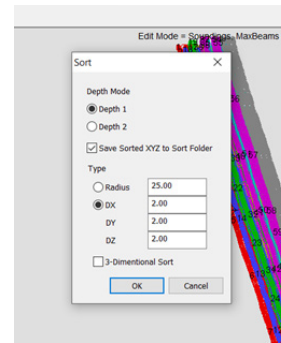 Edit Mode = Soundings, MaxBeams
Sort
Depth Mode
Depth 1
Depth 2
Save Sorted XYZ to Sort Folder
Type
Radius 25.00
DX 2.00
DY 2.00
DZ 2.00
3-Dimentional Sort
OK Cancel